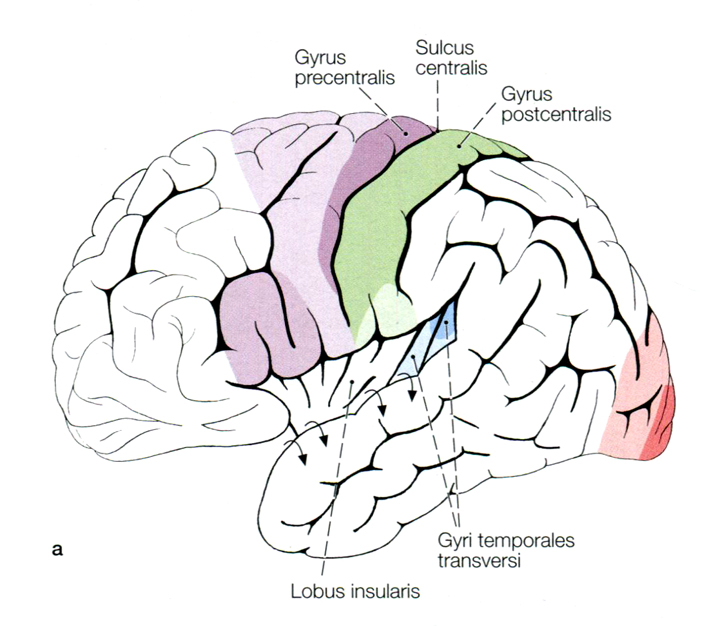 Sulcus
centralis
Gyrus
precentralis
Gyrus
postcentralis
a
Gyri temporales
transversi
Lobus insularis